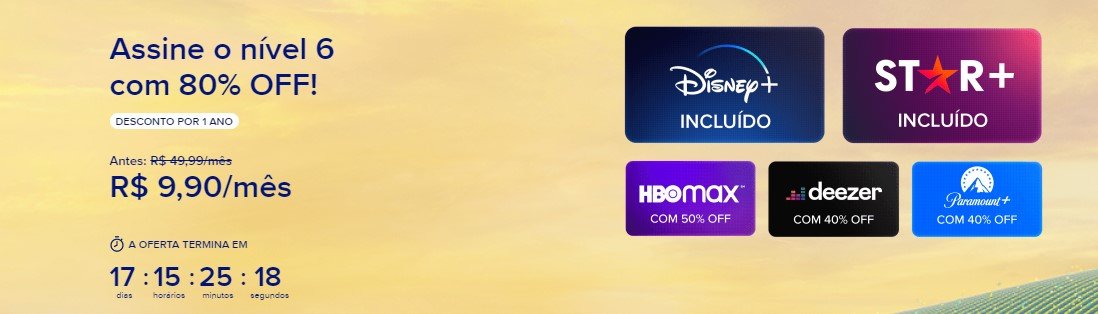 Assine o nível 6
com 80% OFF!
DESCONTO POR 1 ANO
Antes: R$ 49,99/mês
R$ 9,90/mês
A OFERTA TERMINA EM
17 : 15 : 25 : 18
dias horários minutos segundos
Disney+
INCLUÍDO
STAR+
INCLUÍDO
HBOMAX™
COM 50% OFF
deezer
COM 40% OFF
Paramount+
COM 40% OFF